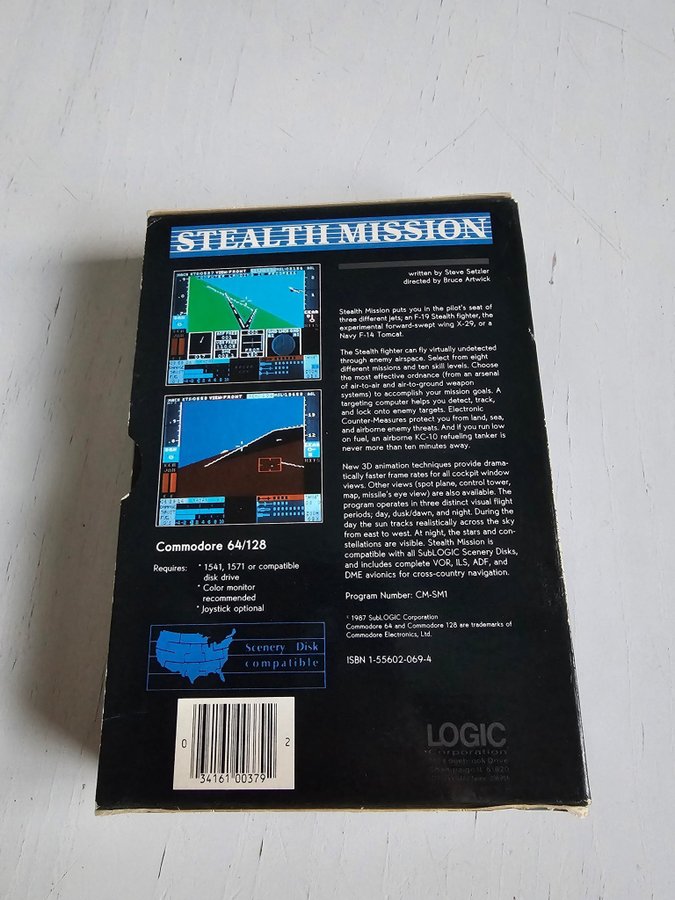 STEALTH MISSION
written by Steve Setzler
directed by Bruce Artwick
Stealth Mission puts you in the pilot's seat of
three different jets; an F-19 Stealth fighter, the
experimental forward-swept wing X-29, or a
Navy F-14 Tomcat.
The Stealth fighter can fly virtually undetected
through enemy airspace. Select from eight
different missions and ten skill levels. Choose
the most effective ordnance (from an arsenal
of air-to-air and air-to-ground weapon
systems) to accomplish your mission goals. A
targeting computer helps you detect, track,
and lock onto enemy targets. Electronic
Counter-Measures protect you from land, sea,
and airborne enemy threats. And if you run low
on fuel, an airborne KC-10 refueling tanker is
never more than ten minutes away.
New 3D animation techniques provide drama-
tically faster frame rates for all cockpit window
views. Other views (spot plane, control tower,
map, missile's eye view) are also available. The
program operates in three distinct visual flight
periods; day, dusk/dawn, and night. During the
day the sun tracks realistically across the sky
from east to west. At night, the stars and con-
stellations are visible. Stealth Mission is
compatible with all SubLOGIC Scenery Disks,
and includes complete VOR, ILS, ADF, and
DME avionics for cross-country navigation.
Program Number: CM-SM1
1987 SubLOGIC Corporation
Commodore 64 and Commodore 128 are trademarks of
Commodore Electronics, Ltd.
ISBN 1-55602-069-4
Commodore 64/128
Requires: * 1541, 1571 or compatible
disk drive
* Color monitor
recommended
* Joystick optional
Scenery Disk
compatible
0 34161 00379 2
LOGIC
Corporation